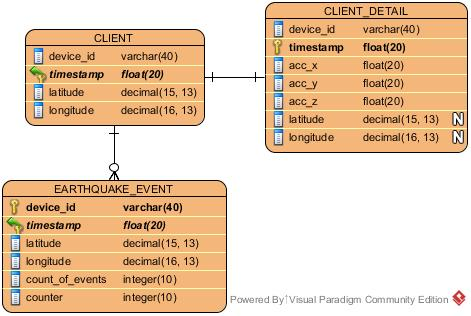 CLIENT
device_id varchar(40)
timestamp float(20)
latitude decimal(15, 13)
longitude decimal(16, 13)
CLIENT_DETAIL
device_id varchar(40)
timestamp float(20)
acc_x float(20)
acc_y float(20)
acc_z float(20)
latitude decimal(15, 13) N
longitude decimal(16, 13) N
EARTHQUAKE_EVENT
device_id varchar(40)
timestamp float(20)
latitude decimal(15, 13)
longitude decimal(16, 13)
count_of_events integer(10)
counter integer(10)
Powered By Visual Paradigm Community Edition